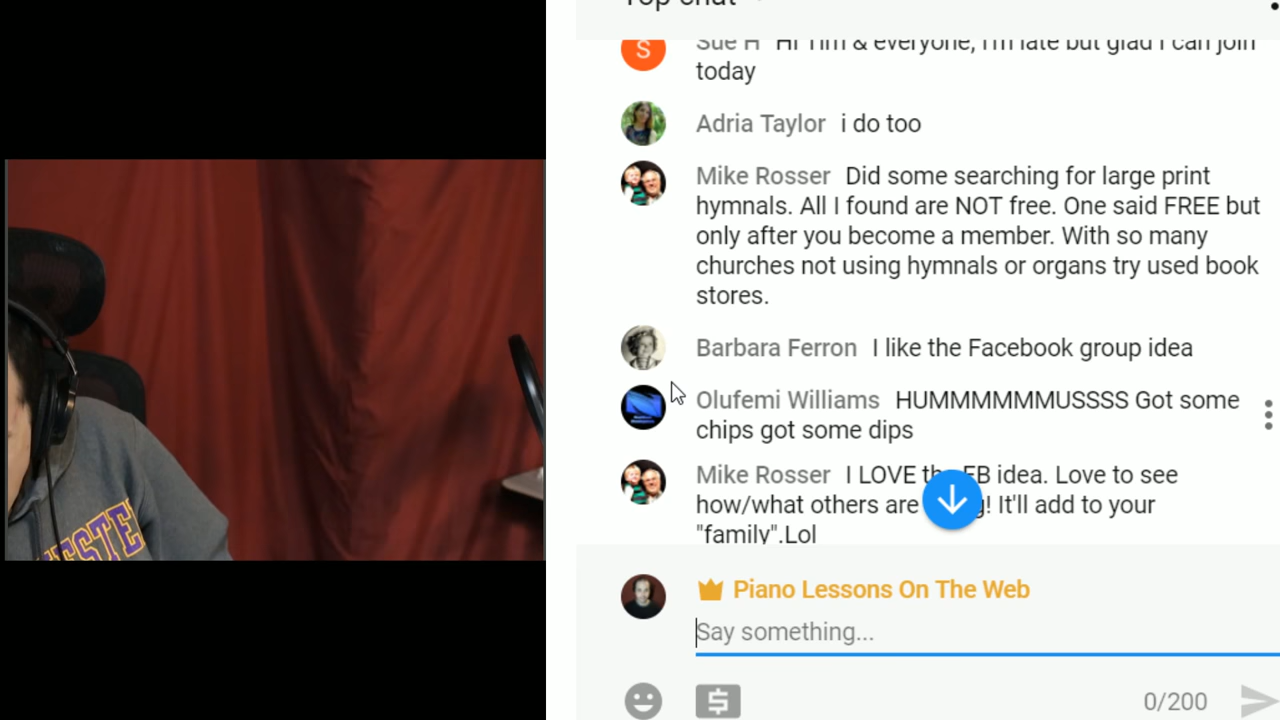 Top chat
S
Sue H Hi Tim & everyone, I'm late but glad I can join
today
Adria Taylor i do too
Mike Rosser Did some searching for large print
hymnals. All I found are NOT free. One said FREE but
only after you become a member. With so many
churches not using hymnals or organs try used book
stores.
Barbara Ferron I like the Facebook group idea
Olufemi Williams HUMMMMMMUSSSS Got some
chips got some dips
Mike Rosser I LOVE the FB idea. Love to see
how/what others are g! It'll add to your
"family".Lol
ESTE
Piano Lessons On The Web
Say something...
0/200